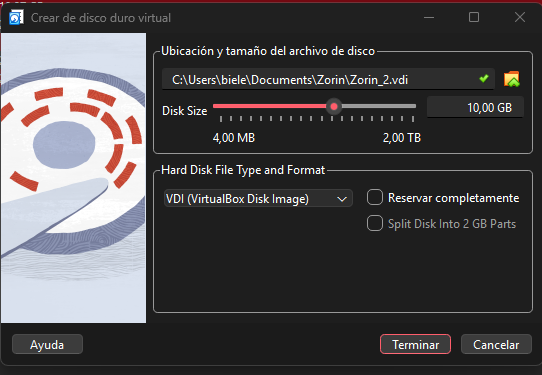 Crear de disco duro virtual
Ubicación y tamaño del archivo de disco
C:\Users\biele\Documents\Zorin\Zorin_2.vdi
Disk Size
10,00 GB
4,00 MB
2,00 TB
Hard Disk File Type and Format
VDI (VirtualBox Disk Image)
Reservar completamente
Split Disk Into 2 GB Parts
Ayuda
Terminar
Cancelar